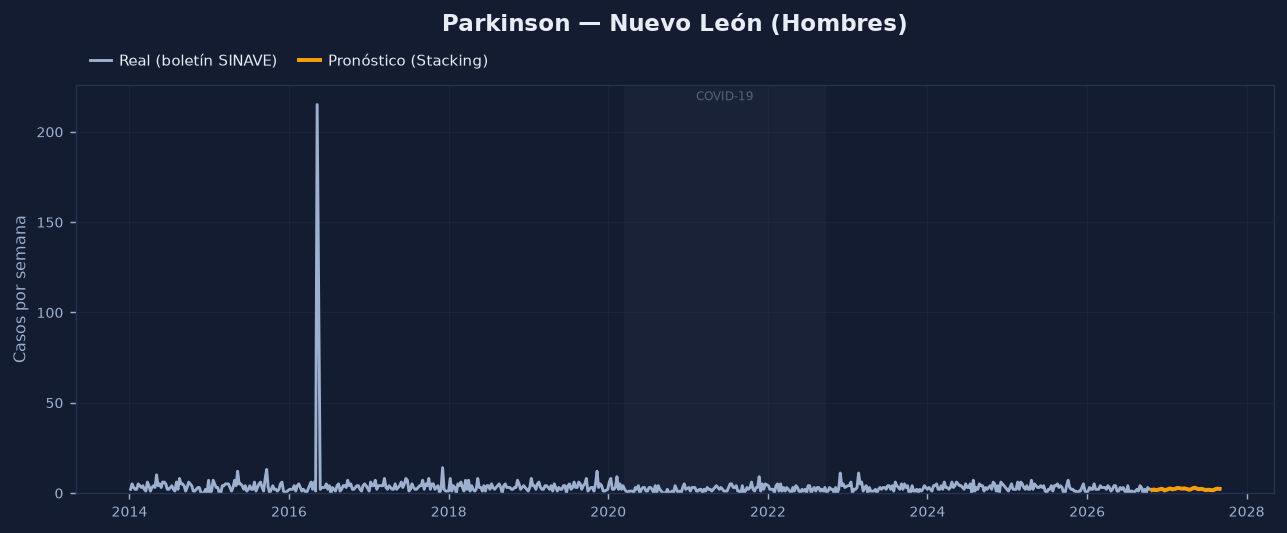 Parkinson — Nuevo León (Hombres)
Real (boletín SINAVE) Pronóstico (Stacking)
COVID-19
Casos por semana
200
150
100
50
0
2014 2016 2018 2020 2022 2024 2026 2028